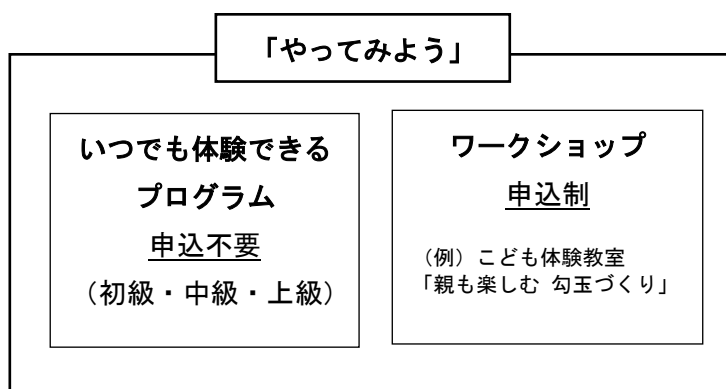 「やってみよう」
いつでも体験できる
プログラム
申込不要
（初級・中級・上級）
ワークショップ
申込制
（例）こども体験教室
「親も楽しむ 勾玉づくり」